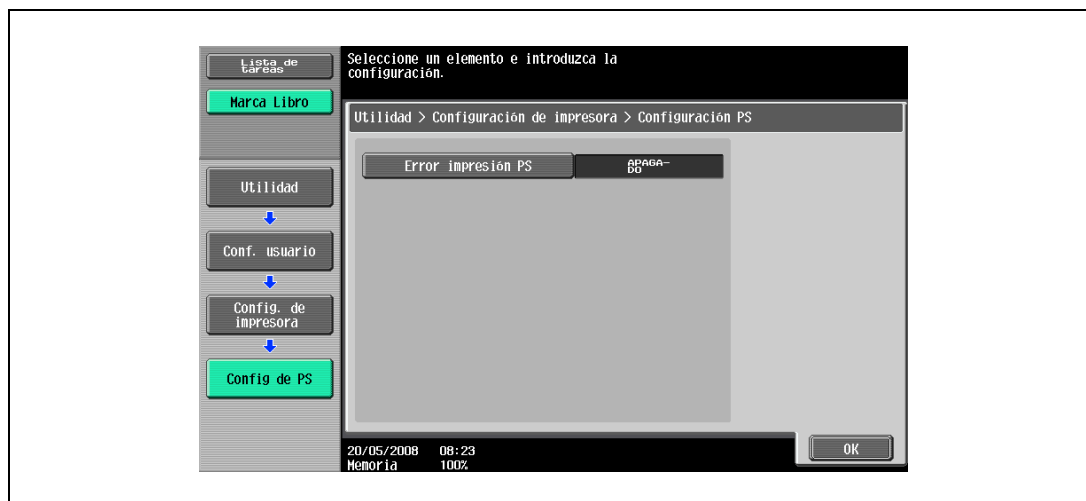 Lista de
tareas
Marca Libro
Seleccione un elemento e introduzca la
configuración.
Utilidad > Configuración de impresora > Configuración PS
Error impresión PS
APAGA-
DO
Utilidad
Conf. usuario
Config. de
impresora
Config de PS
20/05/2008 08:23
Memoria 100%
OK